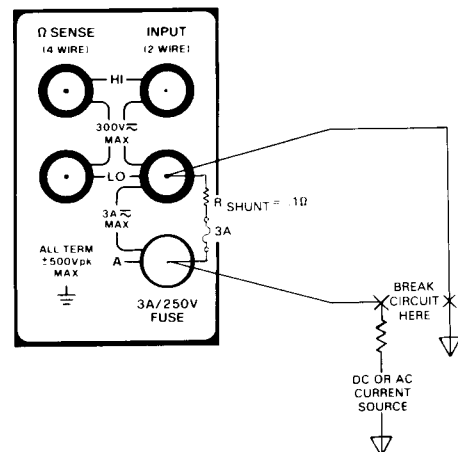 Ω SENSE
(4 WIRE)
INPUT
(2 WIRE)
HI
300V⎓
MAX
LO
R SHUNT = .1Ω
3A⎓
MAX
3A
ALL TERM
±500Vpk
MAX
A
3A/250V
FUSE
BREAK
CIRCUIT
HERE
DC OR AC
CURRENT
SOURCE